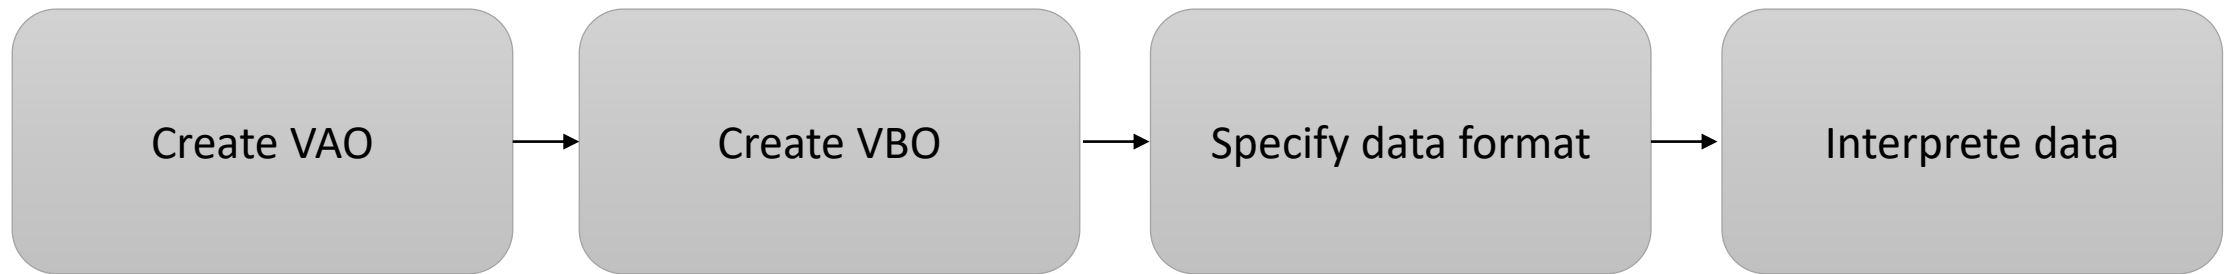 Create VAO
Create VBO
Specify data format
Interprete data